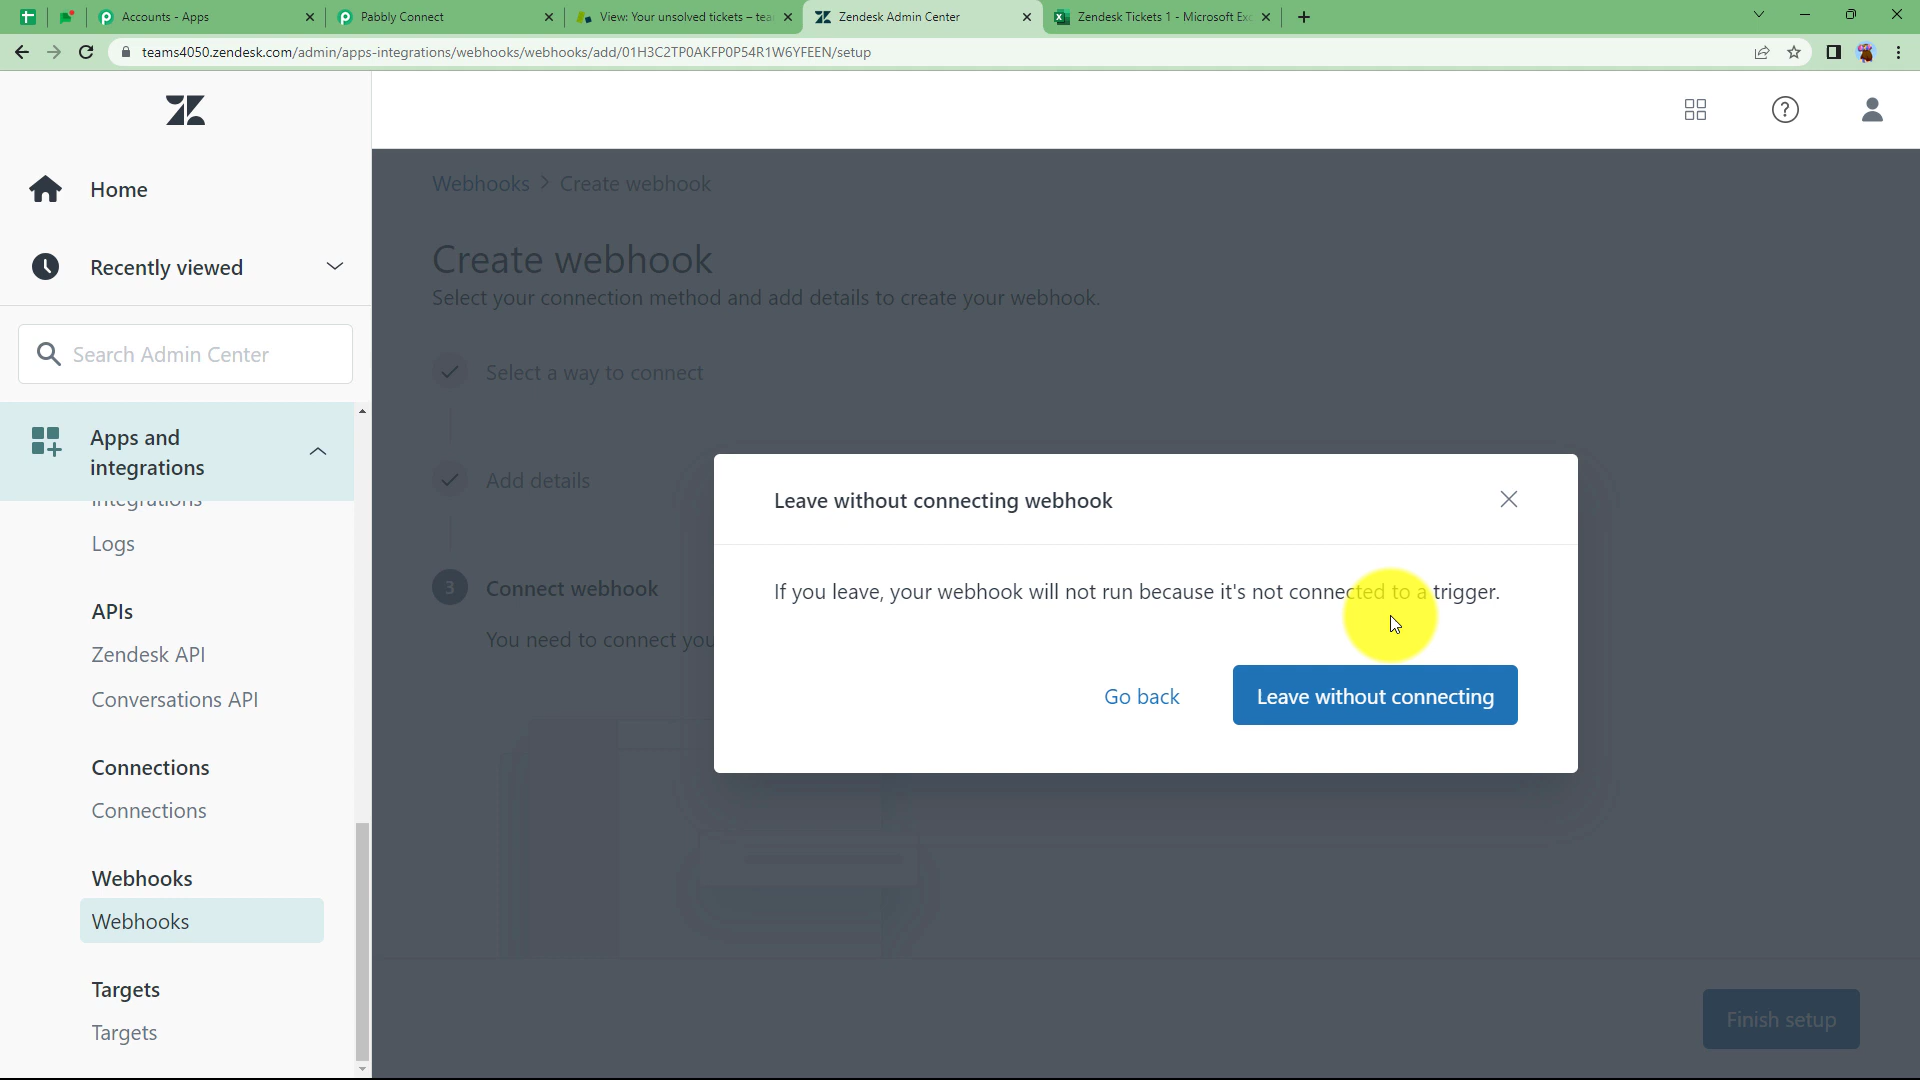 Accounts - Apps
Pabbly Connect
View: Your unsolved tickets – tea
Zendesk Admin Center
Zendesk Tickets 1 - Microsoft Exc
teams4050.zendesk.com/admin/apps-integrations/webhooks/webhooks/add/01H3C2TP0AKFP0P54R1W6YFEEN/setup
Home
Recently viewed
Search Admin Center
Apps and
integrations
Integrations
Logs
APIs
Zendesk API
Conversations API
Connections
Connections
Webhooks
Webhooks
Targets
Targets
Webhooks > Create webhook
Create webhook
Select your connection method and add details to create your webhook.
Select a way to connect
Add details
3 Connect webhook
You need to connect you
Leave without connecting webhook
If you leave, your webhook will not run because it's not connected to a trigger.
Go back
Leave without connecting
Finish setup